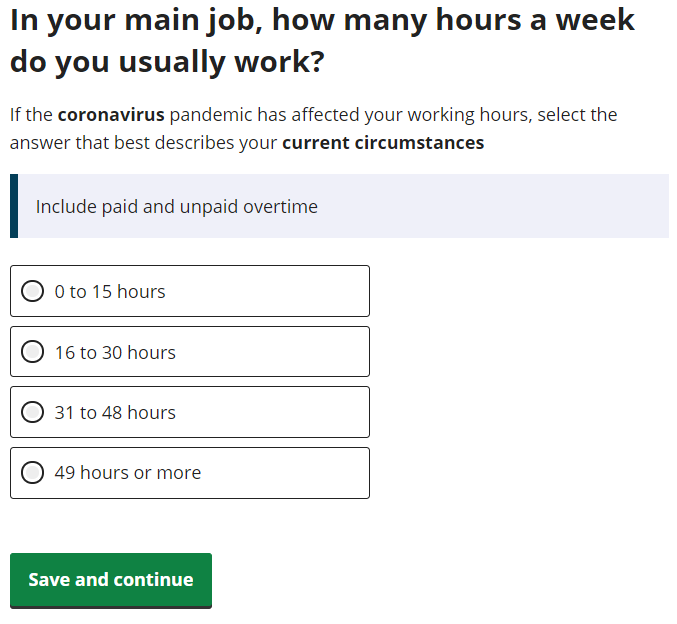 In your main job, how many hours a week
do you usually work?
If the coronavirus pandemic has affected your working hours, select the
answer that best describes your current circumstances
Include paid and unpaid overtime
0 to 15 hours
16 to 30 hours
31 to 48 hours
49 hours or more
Save and continue